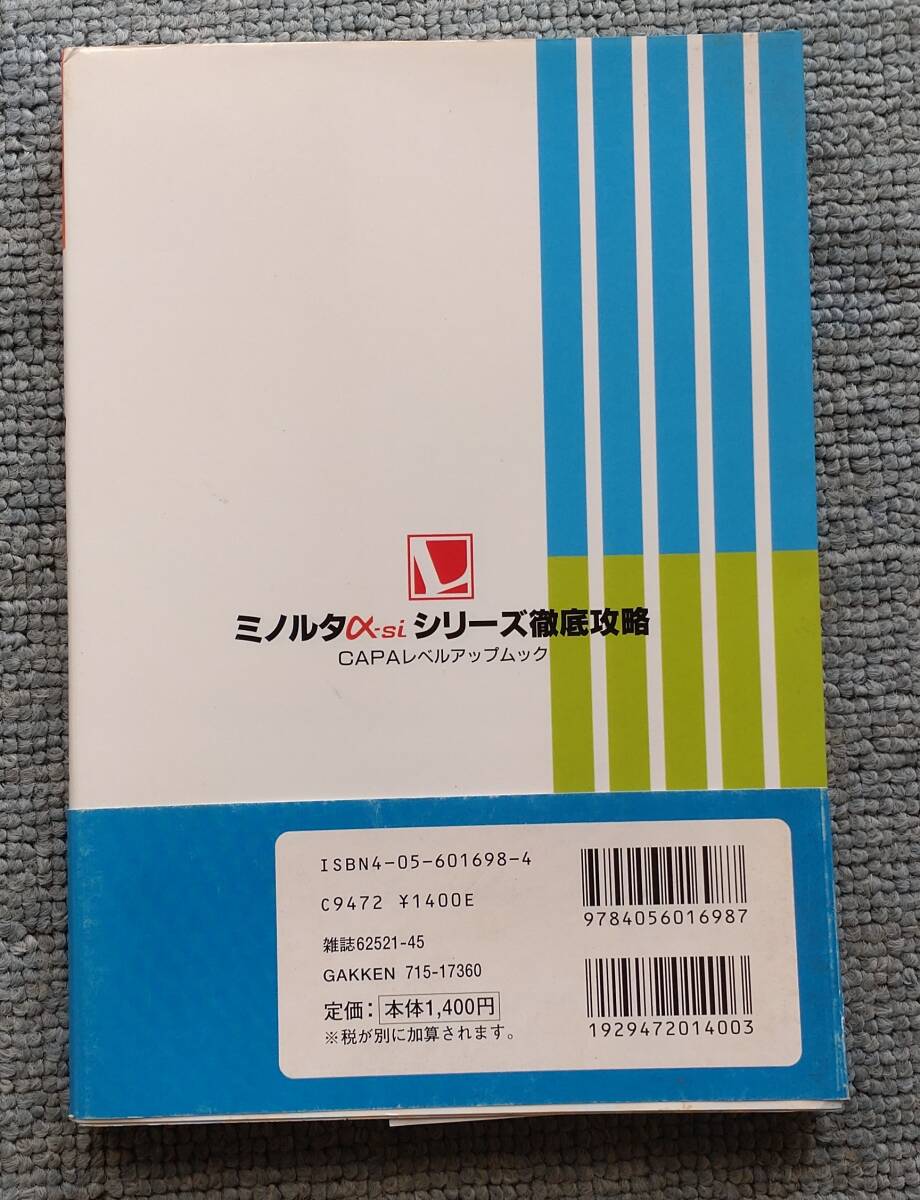 L
ミノルタα-siシリーズ徹底攻略
CAPAレベルアップムック
ISBN4-05-601698-4
C9472 ¥1400E
雑誌62521-45
GAKKEN 715-17360
定価：本体1,400円
※税が別に加算されます。
9784056016987
1929472014003